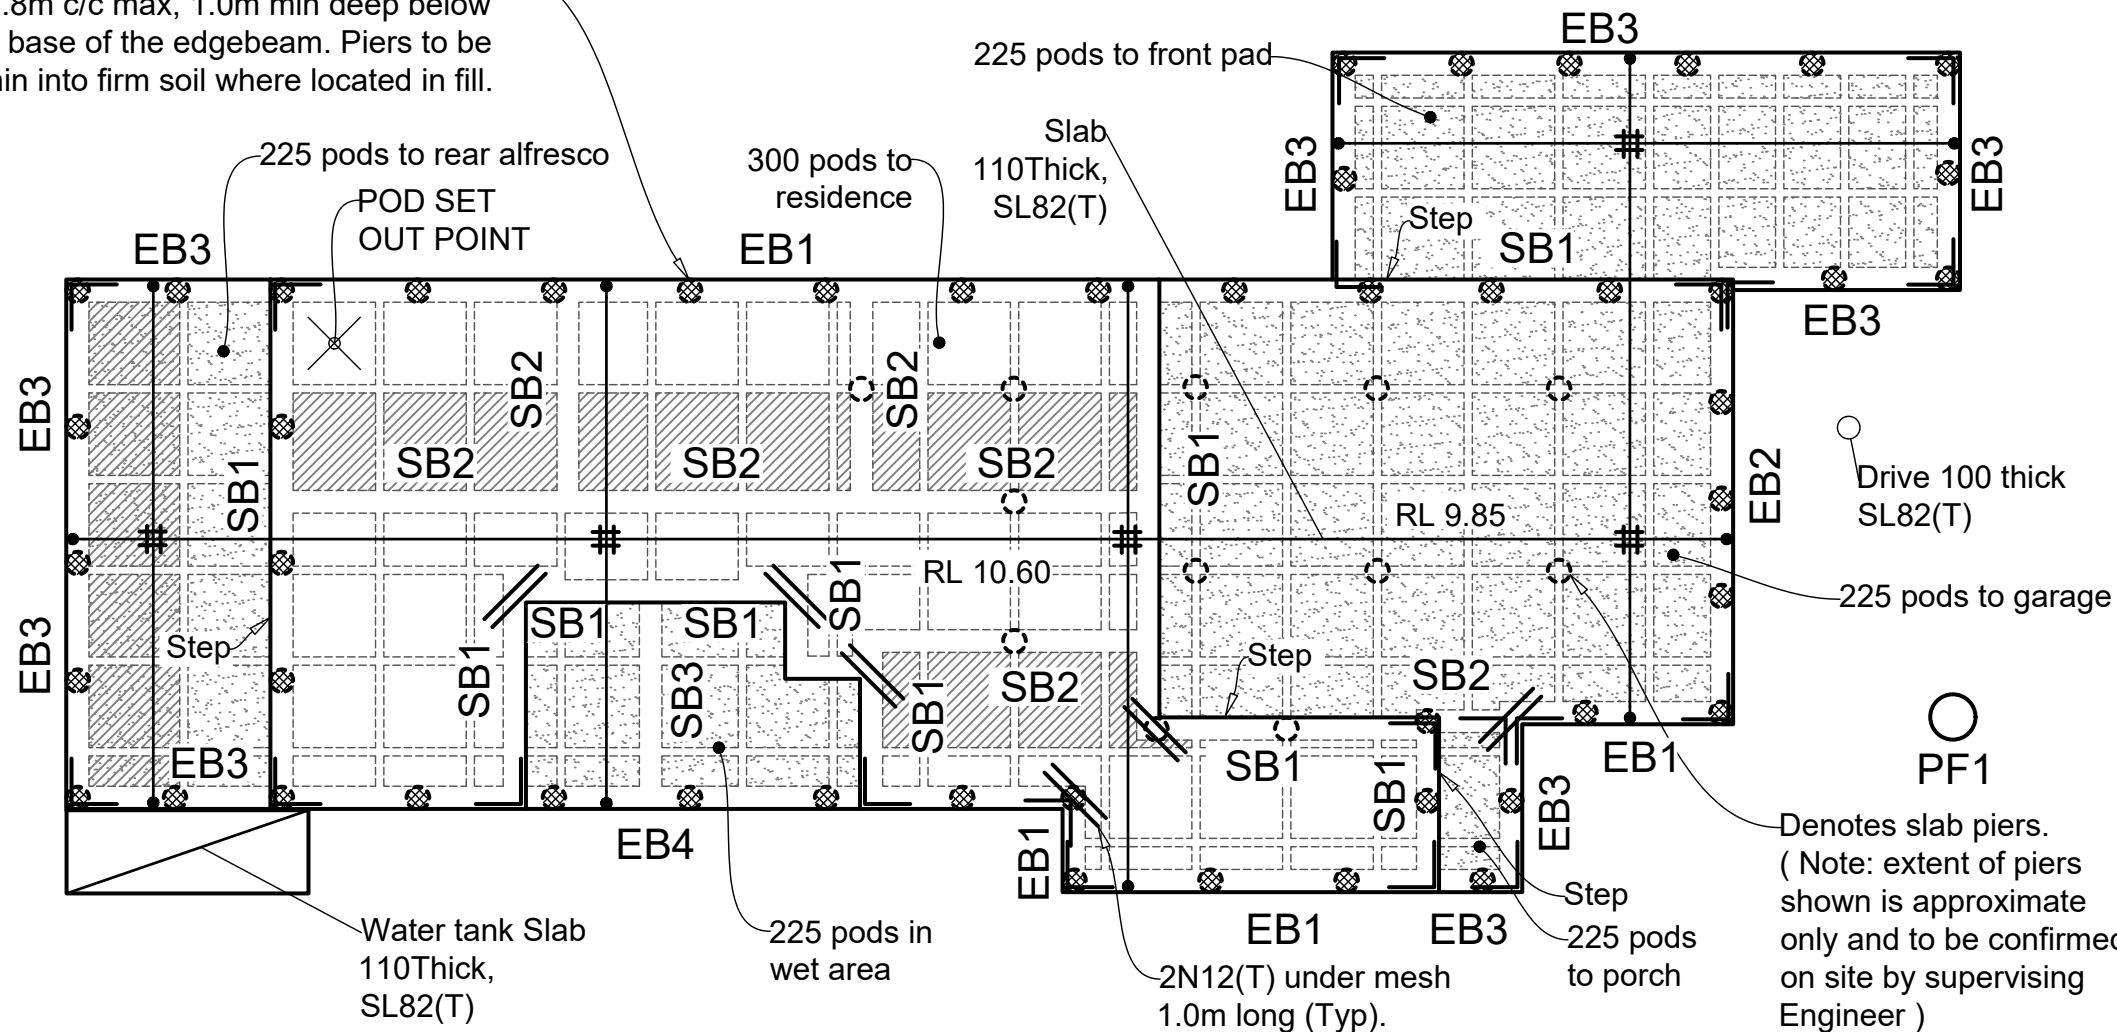 .8m c/c max, 1.0m min deep below
base of the edgebeam. Piers to be
into firm soil where located in fill.
EB3
225 pods to front pad
Slab
110Thick,
SL82(T)
225 pods to rear alfresco
300 pods to
residence
POD SET
OUT POINT
EB3
EB3
Step
EB3
EB1
SB1
EB3
SB2
SB2
EB3
SB2
SB2
SB2
SB1
SB1
EB2
Drive 100 thick
SL82(T)
RL 9.85
RL 10.60
225 pods to garage
SB1
SB1
SB1
EB3
Step
SB1
SB3
SB2
Step
SB2
SB1
EB3
SB1
EB1
PF1
SB1
EB3
EB4
EB1
Denotes slab piers.
( Note: extent of piers
shown is approximate
only and to be confirmed
on site by supervising
Engineer )
Step
EB1
EB3
225 pods
to porch
Water tank Slab
110Thick,
SL82(T)
225 pods in
wet area
2N12(T) under mesh
1.0m long (Typ).